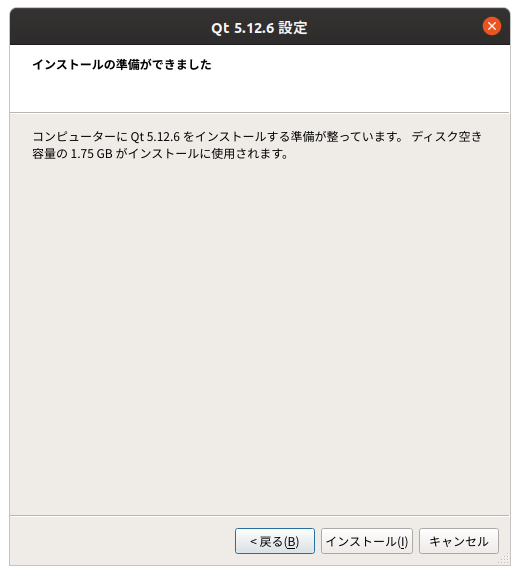 Qt 5.12.6 設定
インストールの準備ができました
コンピューターに Qt 5.12.6 をインストールする準備が整っています。 ディスク空き
容量の 1.75 GB がインストールに使用されます。
< 戻る(B) インストール(I) キャンセル